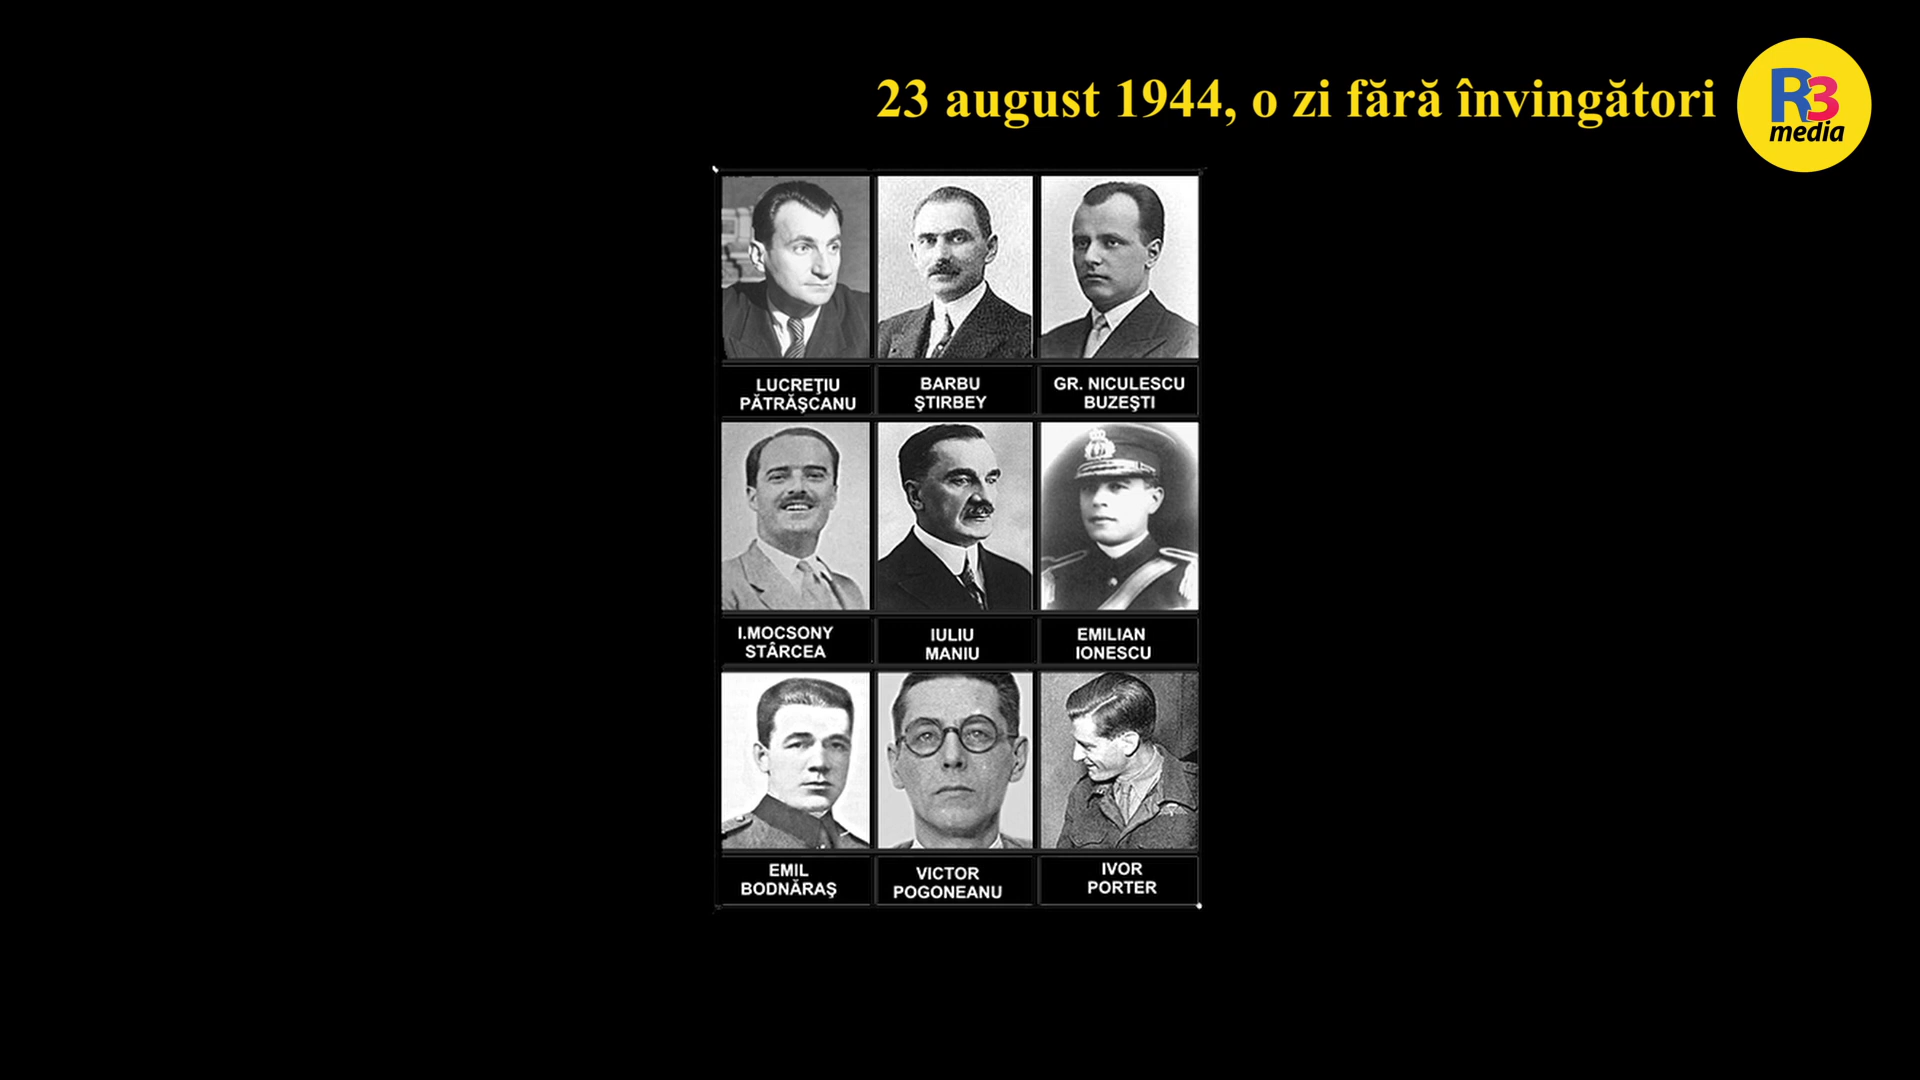 23 august 1944, o zi fără învingători
R3
media
LUCREŢIU
PĂTRĂŞCANU
BARBU
ŞTIRBEY
GR. NICULESCU
BUZEŞTI
I.MOCSONY
STÂRCEA
IULIU
MANIU
EMILIAN
IONESCU
EMIL
BODNĂRAŞ
VICTOR
POGONEANU
IVOR
PORTER